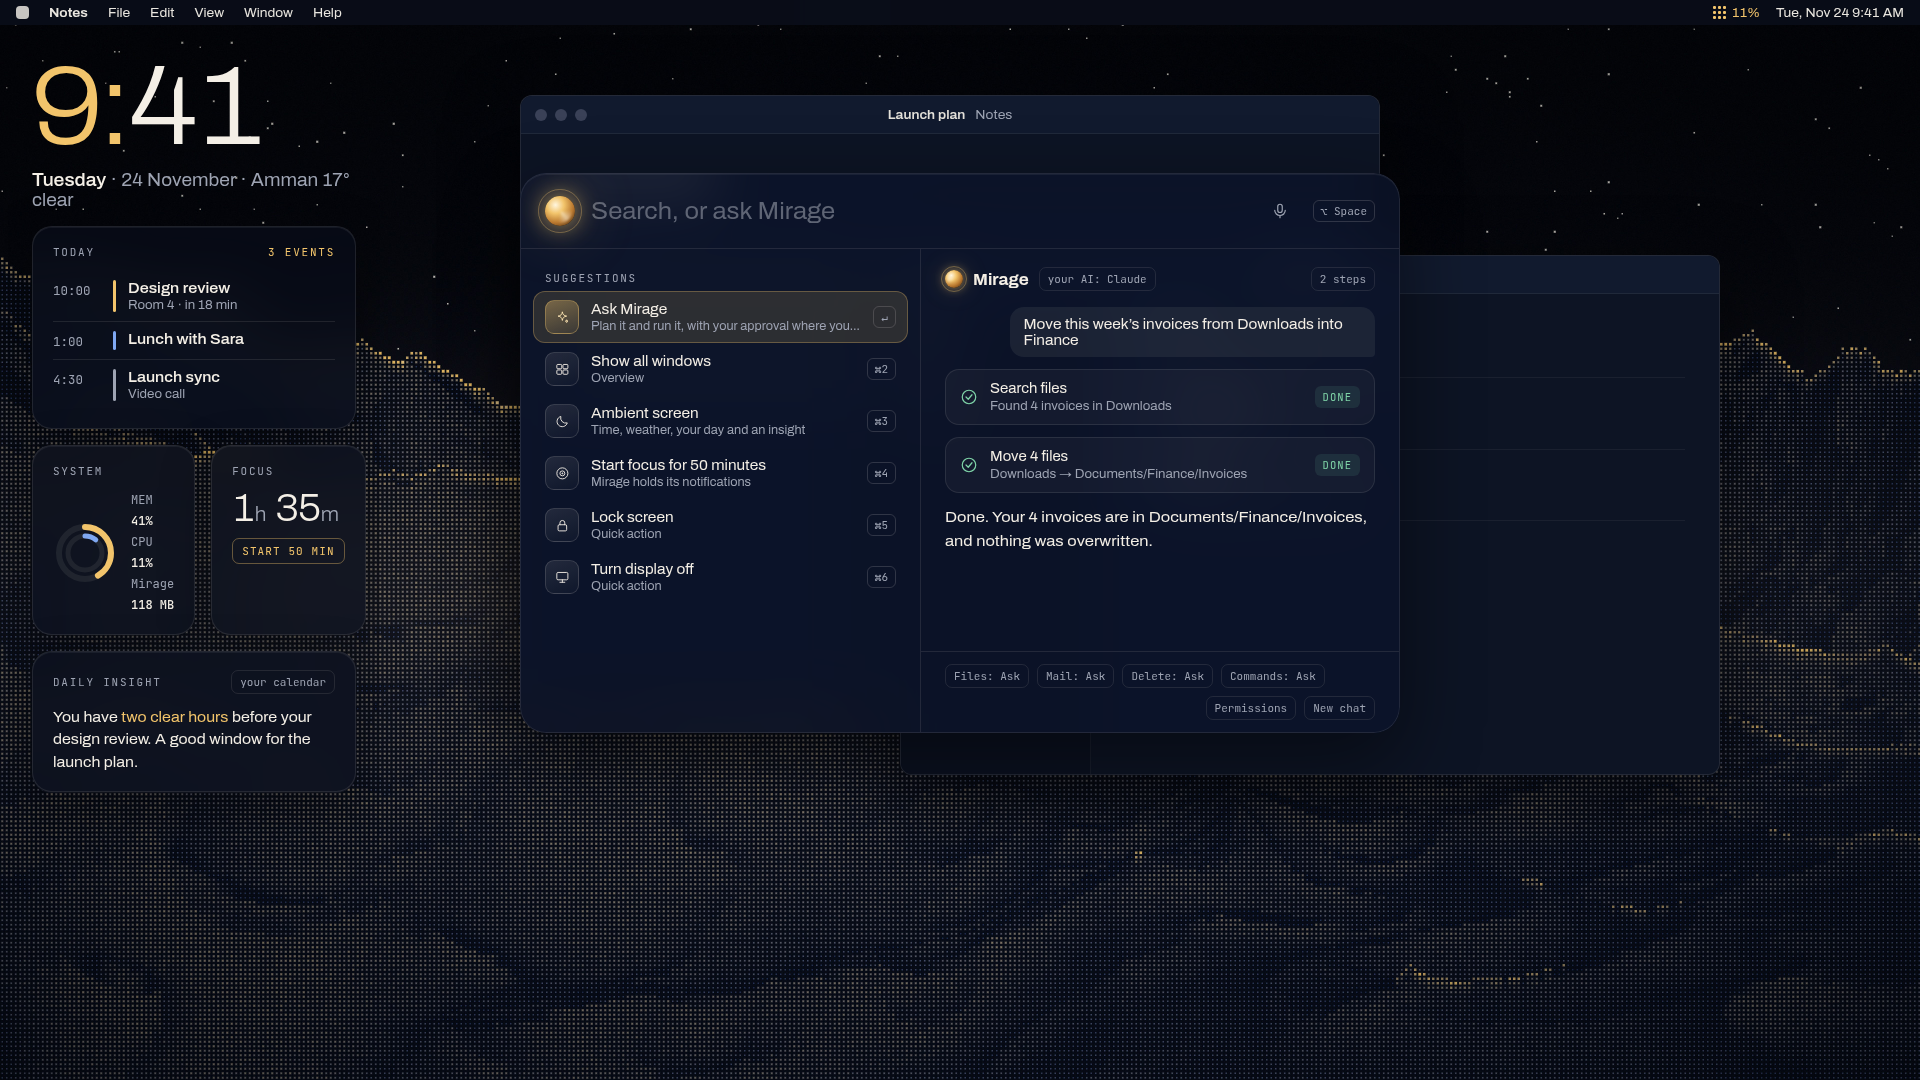 Notes File Edit View Window Help
11% Tue, Nov 24 9:41 AM
9:41
Tuesday · 24 November · Amman 17°
clear
TODAY 3 EVENTS
10:00 Design review
Room 4 · in 18 min
1:00 Lunch with Sara
4:30 Launch sync
Video call
SYSTEM
MEM
41%
CPU
11%
Mirage
118 MB
FOCUS
1h 35m
START 50 MIN
DAILY INSIGHT your calendar
You have two clear hours before your
design review. A good window for the
launch plan.
Launch plan Notes
Search, or ask Mirage
⌥ Space
SUGGESTIONS
Ask Mirage
Plan it and run it, with your approval where you... ↵
Show all windows
Overview ⌘2
Ambient screen
Time, weather, your day and an insight ⌘3
Start focus for 50 minutes
Mirage holds its notifications ⌘4
Lock screen
Quick action ⌘5
Turn display off
Quick action ⌘6
Mirage your AI: Claude 2 steps
Move this week’s invoices from Downloads into
Finance
Search files
Found 4 invoices in Downloads DONE
Move 4 files
Downloads → Documents/Finance/Invoices DONE
Done. Your 4 invoices are in Documents/Finance/Invoices,
and nothing was overwritten.
Files: Ask Mail: Ask Delete: Ask Commands: Ask
Permissions New chat